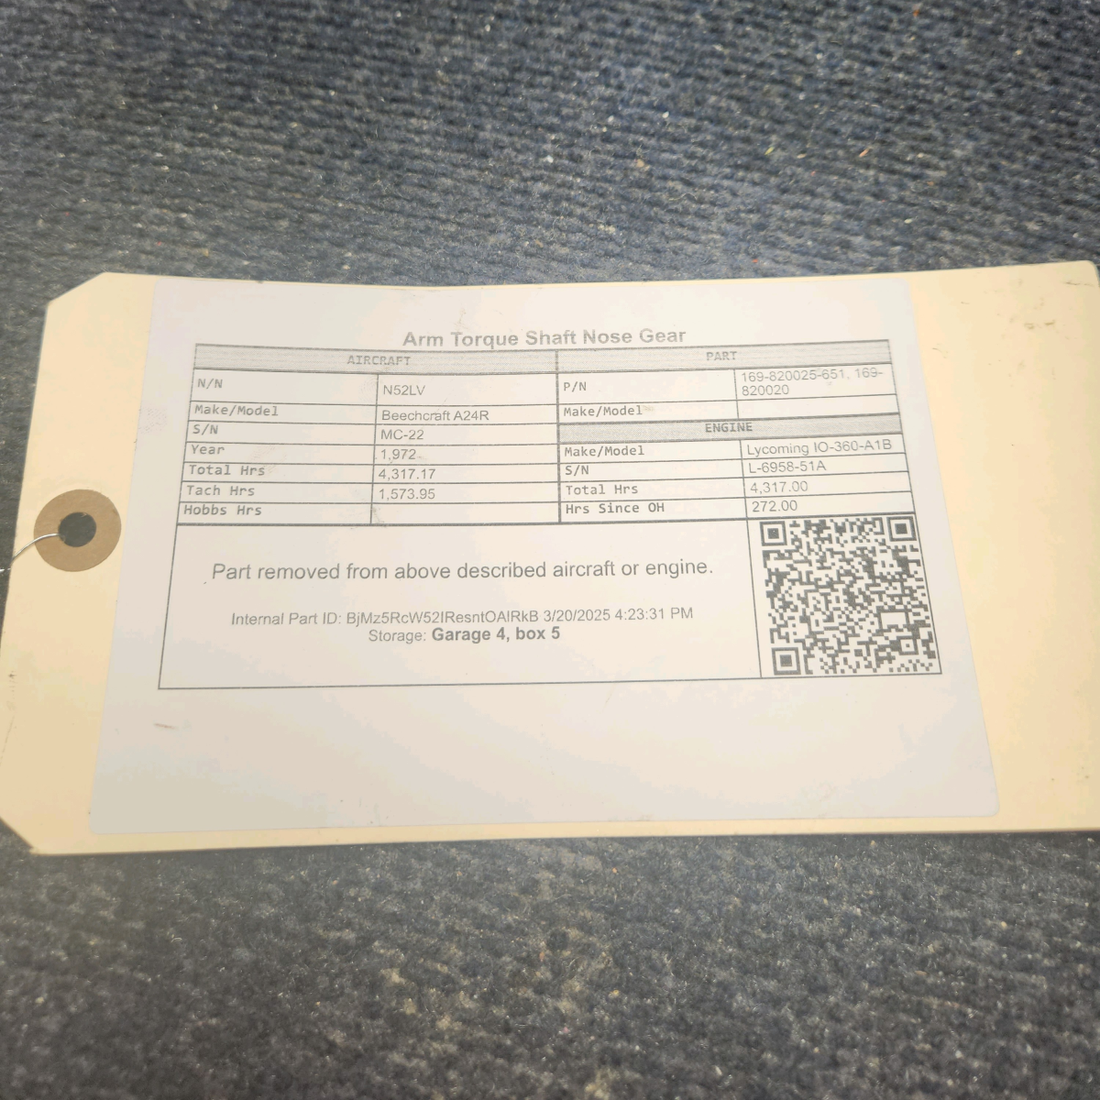 Arm Torque Shaft Nose Gear
AIRCRAFT PART
N/N N52LV P/N 169-820025-651, 169-
820020
Make/Model Beechcraft A24R Make/Model
S/N MC-22 ENGINE
Year 1,972 Make/Model Lycoming IO-360-A1B
Total Hrs 4,317.17 S/N L-6958-51A
Tach Hrs 1,573.95 Total Hrs 4,317.00
Hobbs Hrs Hrs Since OH 272.00
Part removed from above described aircraft or engine.
Internal Part ID: BjMz5RcW52IResntOAIRkB 3/20/2025 4:23:31 PM
Storage: Garage 4, box 5